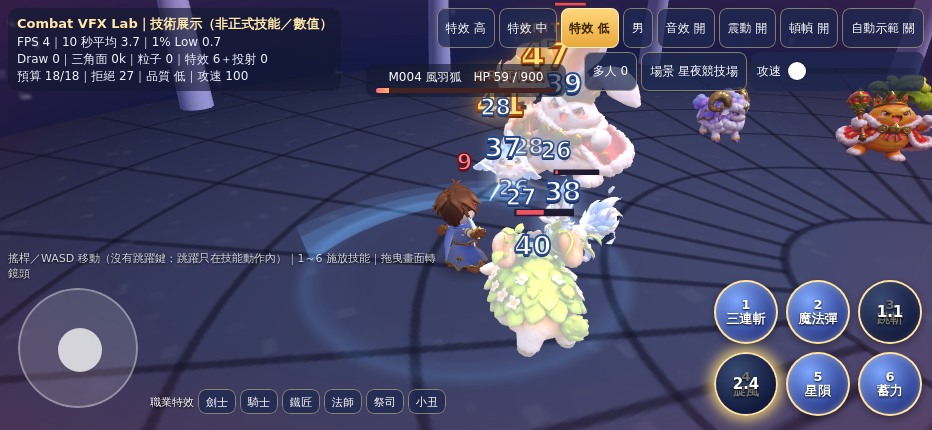 Combat VFX Lab｜技術展示（非正式技能／數值）
FPS 4｜10 秒平均 3.7｜1% Low 0.7
Draw 0｜三角面 0k｜粒子 0｜特效 6＋投射 0
預算 18/18｜拒絕 27｜品質 低｜攻速 100
特效 高
特效 中
特效 低
男
音效 開
震動 開
頓幀 開
自動示範 關
多人 0
場景 星夜競技場
攻速
M004 風羽狐 HP 59 / 900
47
39
28
37
28
26
9
26
27
38
40
搖桿／WASD 移動（沒有跳躍鍵；跳躍只在技能動作內）｜1～6 施放技能｜拖曳畫面轉
鏡頭
1
三連斬
2
魔法彈
3
1.1
跳斬
4
2.4
旋風
5
星隕
6
蓄力
職業特效
劍士
騎士
鐵匠
法師
祭司
小丑